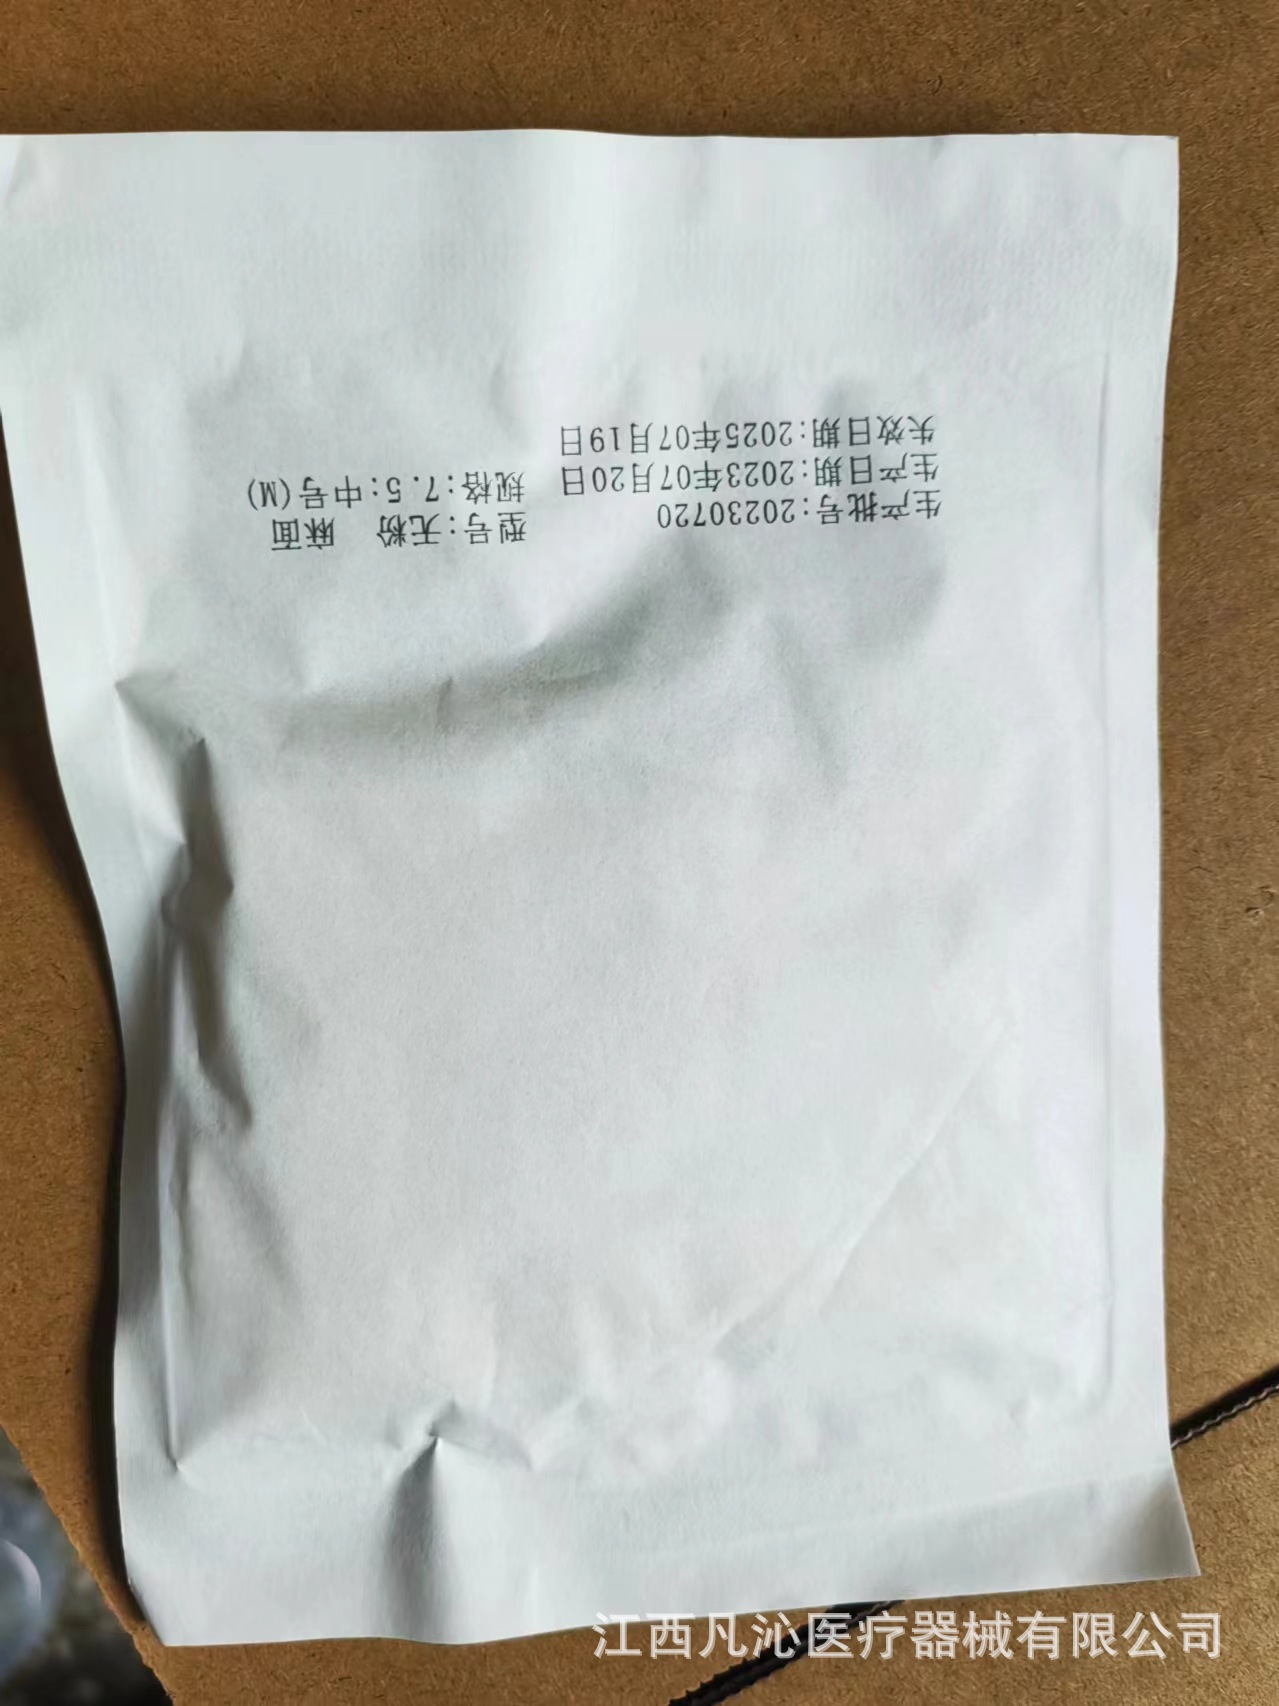 生产批号:20230720
型号:无粉 麻面
生产日期:2023年07月20日
规格:7.5:中号(M)
失效日期:2025年07月19日
江西凡沁医疗器械有限公司